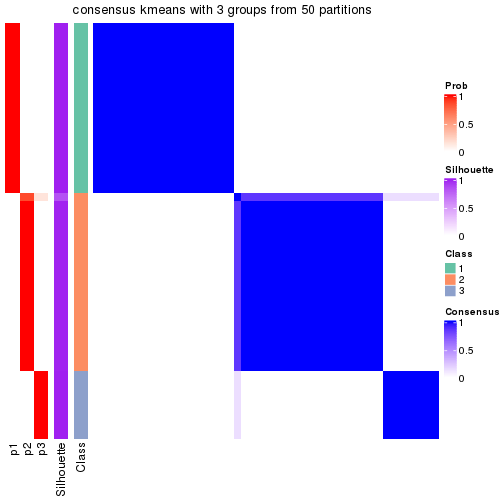 consensus kmeans with 3 groups from 50 partitions
Prob
1
0.5
0
Silhouette
1
0.5
0
Class
1
2
3
Consensus
1
0.5
0
p1
p2
p3
Silhouette
Class